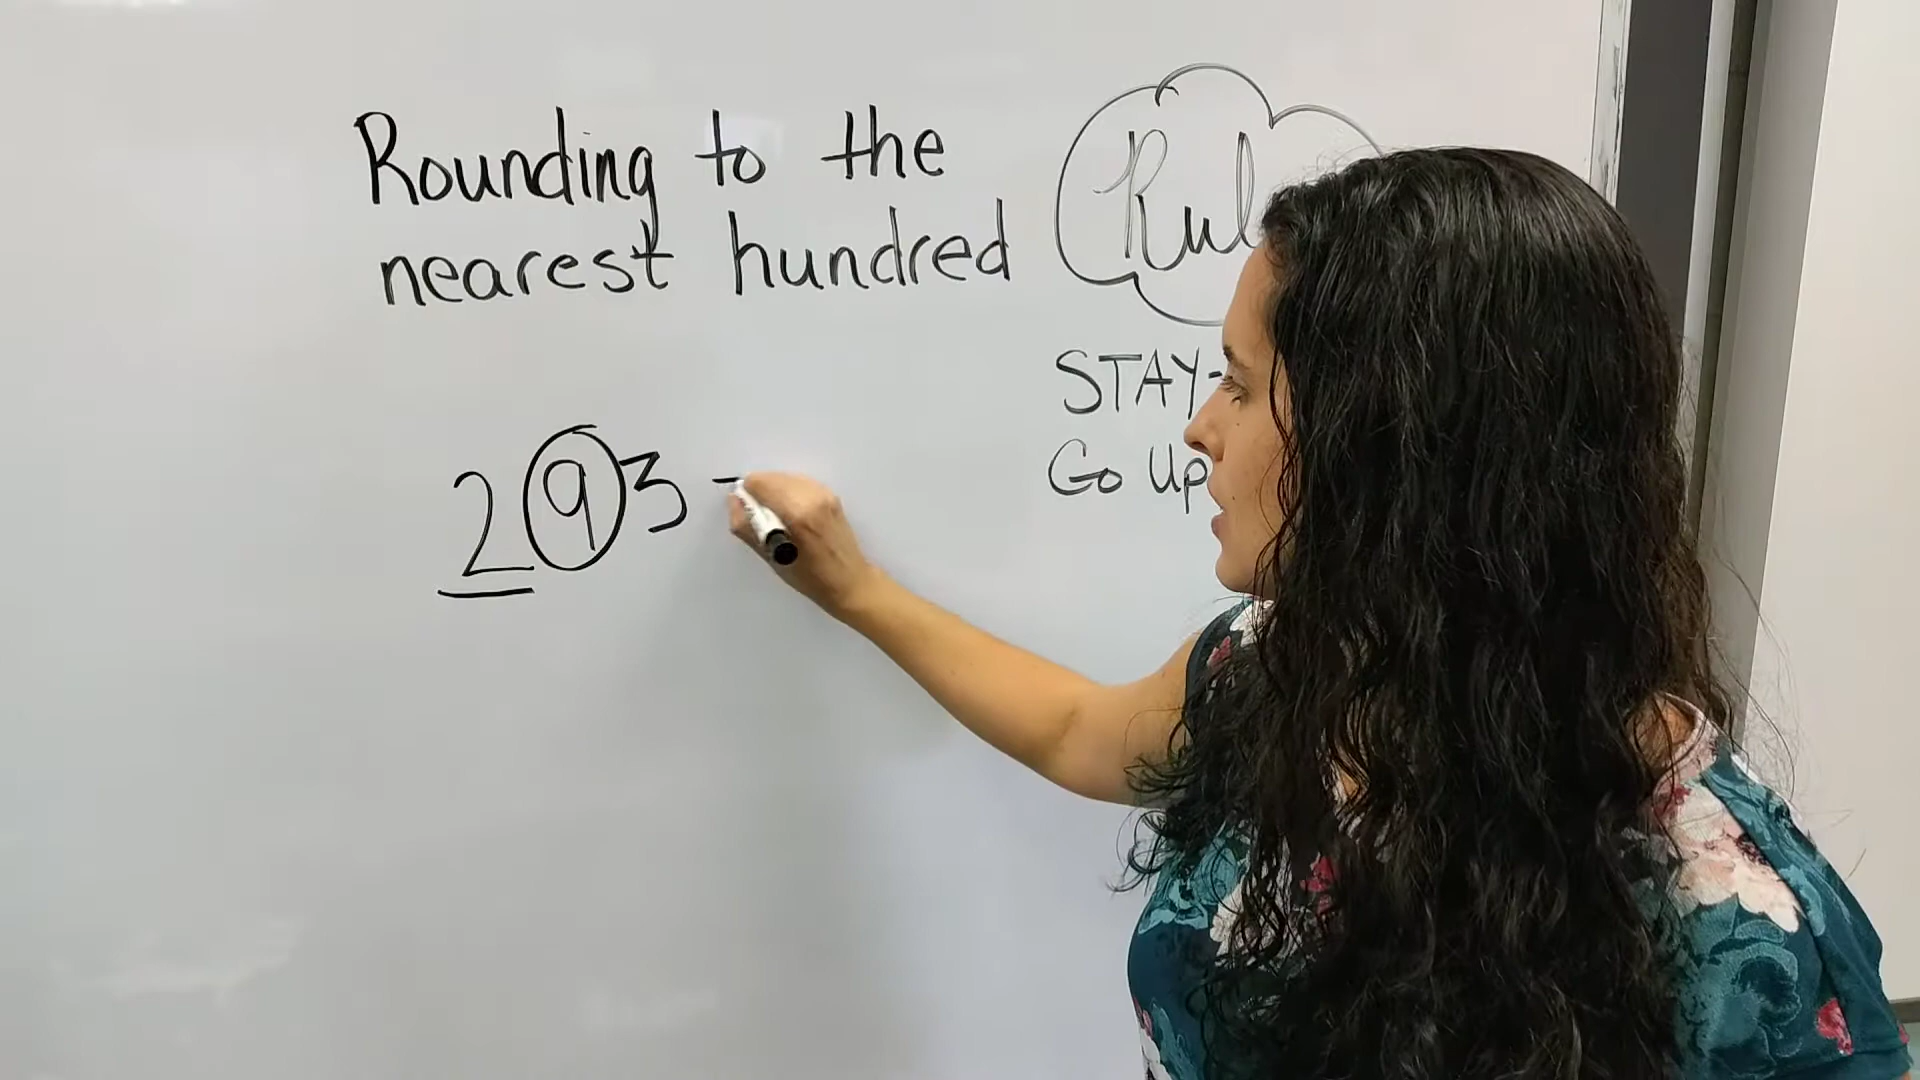 Rounding to the
nearest hundred
STAY-
Go Up
293 -